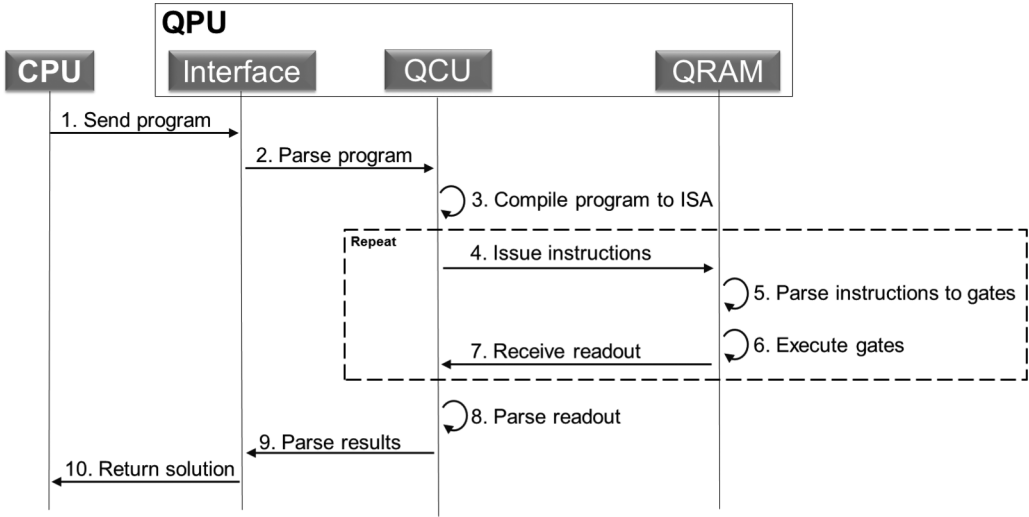 QPU
CPU
Interface
QCU
QRAM
1. Send program
2. Parse program
3. Compile program to ISA
Repeat
4. Issue instructions
5. Parse instructions to gates
6. Execute gates
7. Receive readout
8. Parse readout
9. Parse results
10. Return solution